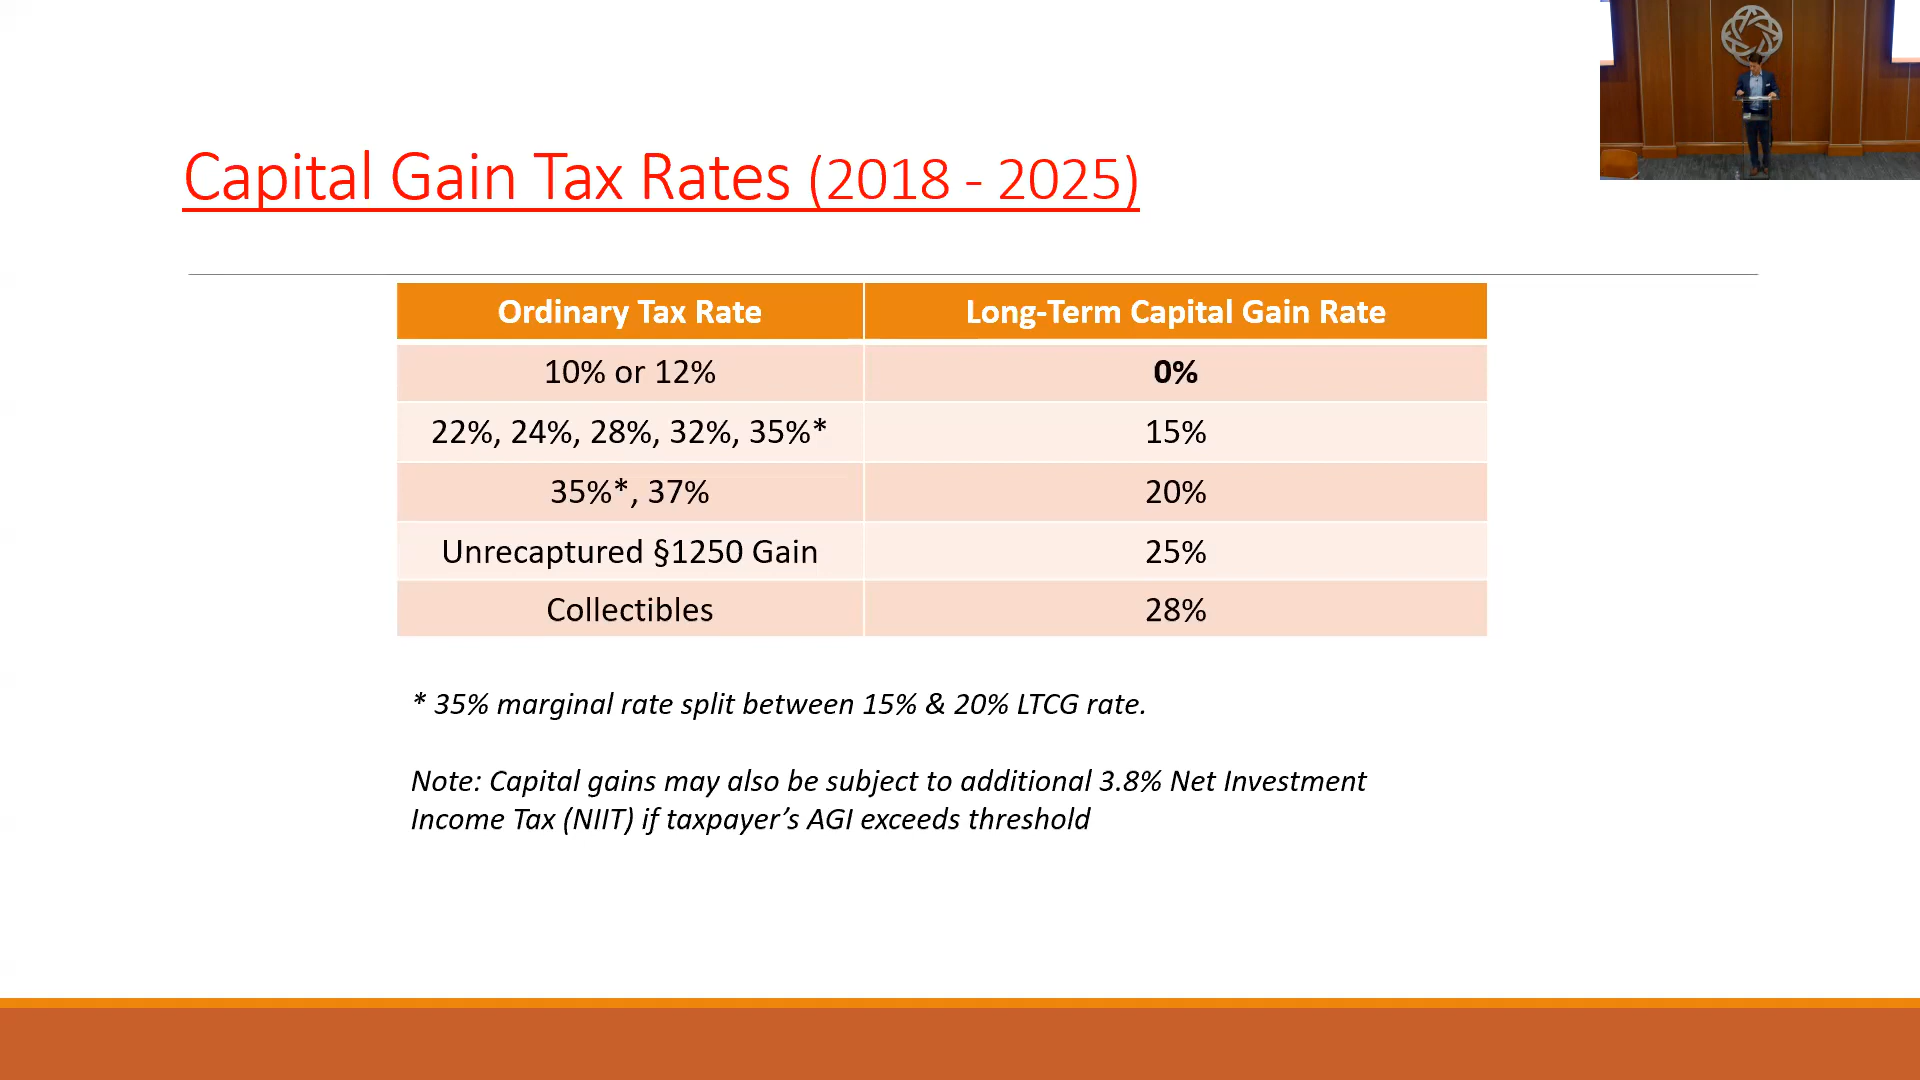 Capital Gain Tax Rates (2018 - 2025)
Ordinary Tax Rate Long-Term Capital Gain Rate
10% or 12% 0%
22%, 24%, 28%, 32%, 35%* 15%
35%*, 37% 20%
Unrecaptured §1250 Gain 25%
Collectibles 28%
* 35% marginal rate split between 15% & 20% LTCG rate.
Note: Capital gains may also be subject to additional 3.8% Net Investment
Income Tax (NIIT) if taxpayer’s AGI exceeds threshold